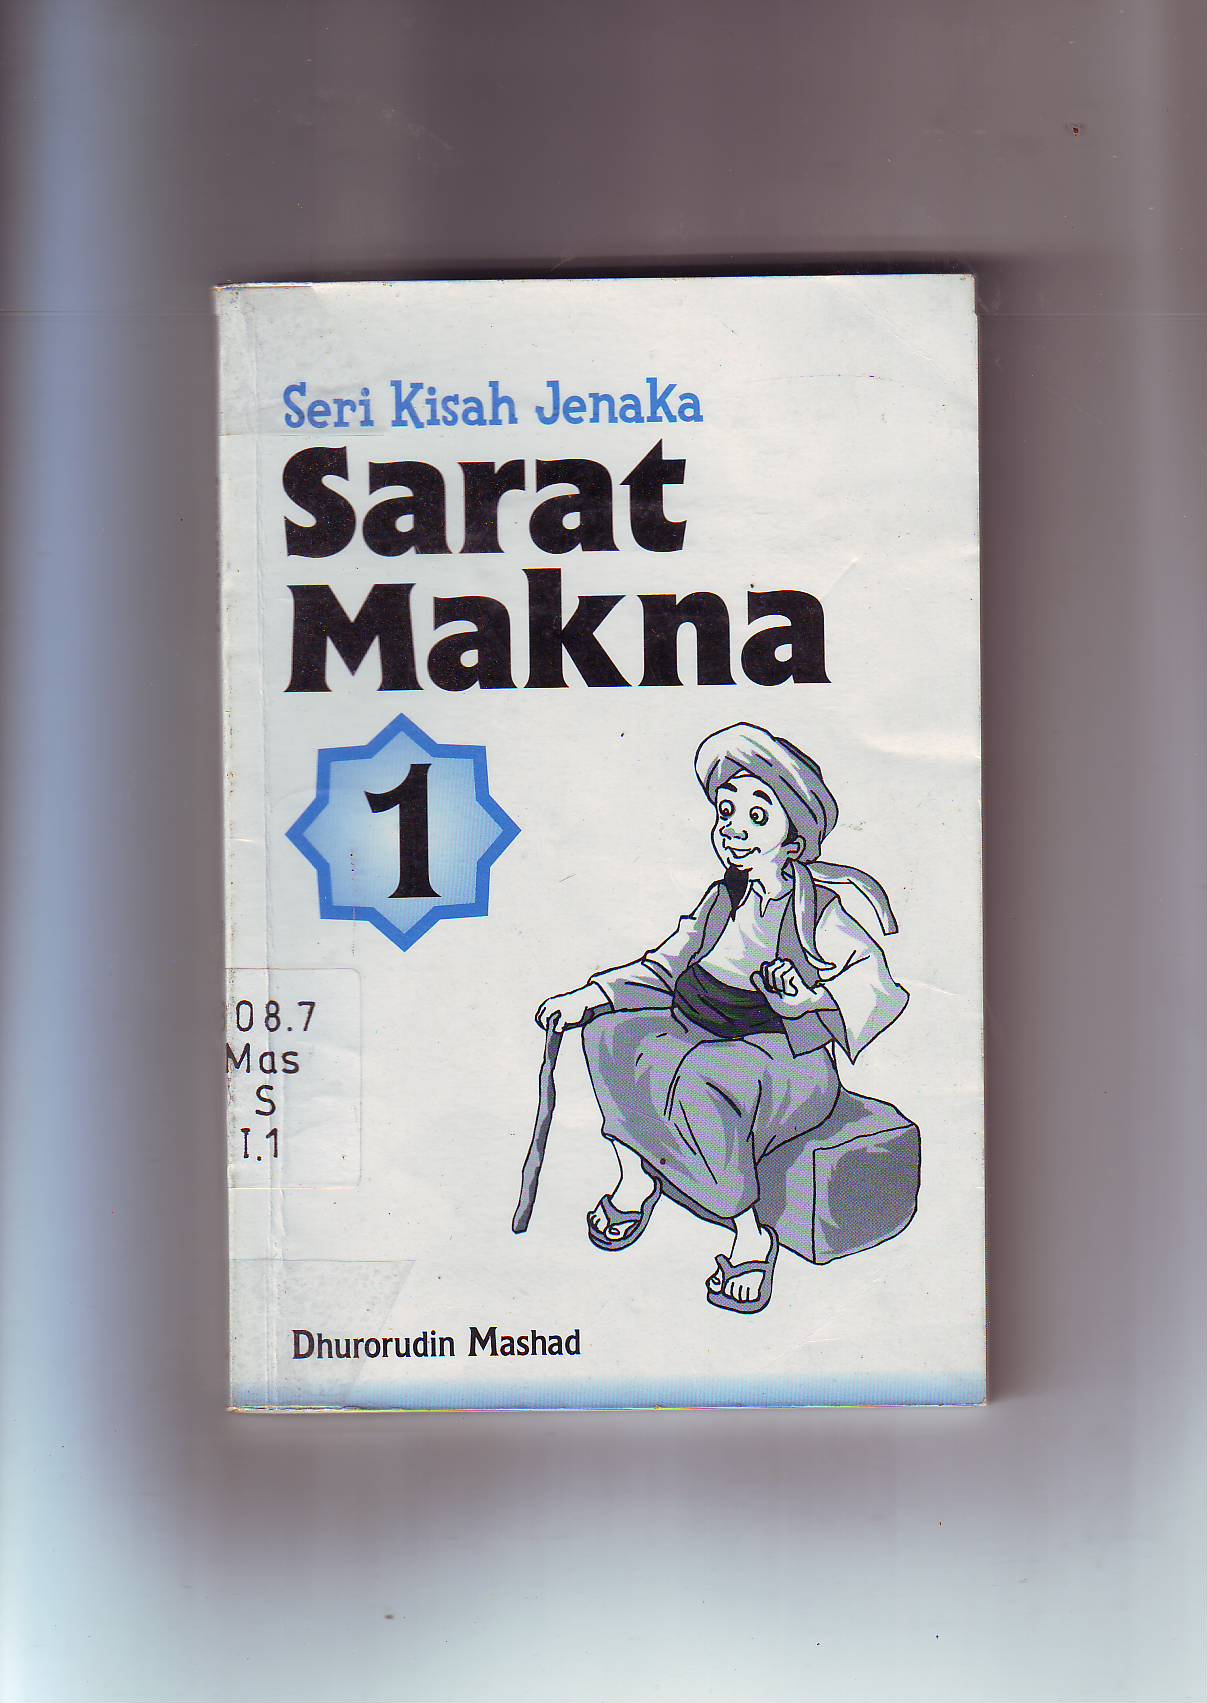 Seri Kisah Jenaka
Sarat
Makna
1
08.7
Mas
S
I.1
Dhurorudin Mashad